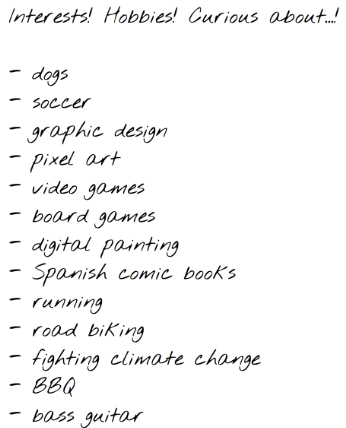 Interests! Hobbies! Curious about...!
- dogs
- soccer
- graphic design
- pixel art
- video games
- board games
- digital painting
- Spanish comic books
- running
- road biking
- fighting climate change
- BBQ
- bass guitar